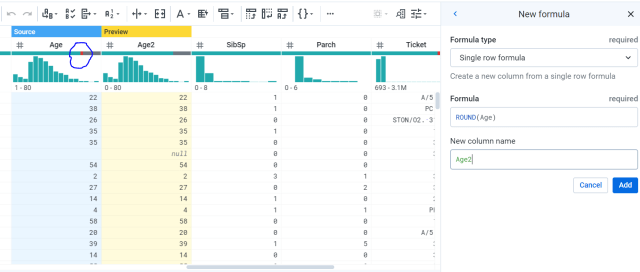 New formula
Source
Preview
# Age # Age2 # SibSp # Parch # Ticket
1 - 80 0 - 80 0 - 8 0 - 6 693 - 3.1M
22 22 1 0 A/5
38 38 1 0 PC
26 26 0 0 STON/O2. 3
35 35 1 0
35 35 0 0
null 0 0
54 54 0 0
2 2 3 1
27 27 0 2
14 14 1 0
4 4 1 1
58 58 0 0
20 20 0 0 A/5
39 39 1 5
14 14 0 0
Formula type required
Single row formula
Create a new column from a single row formula
Formula required
ROUND(Age)
New column name
Age2
Cancel Add